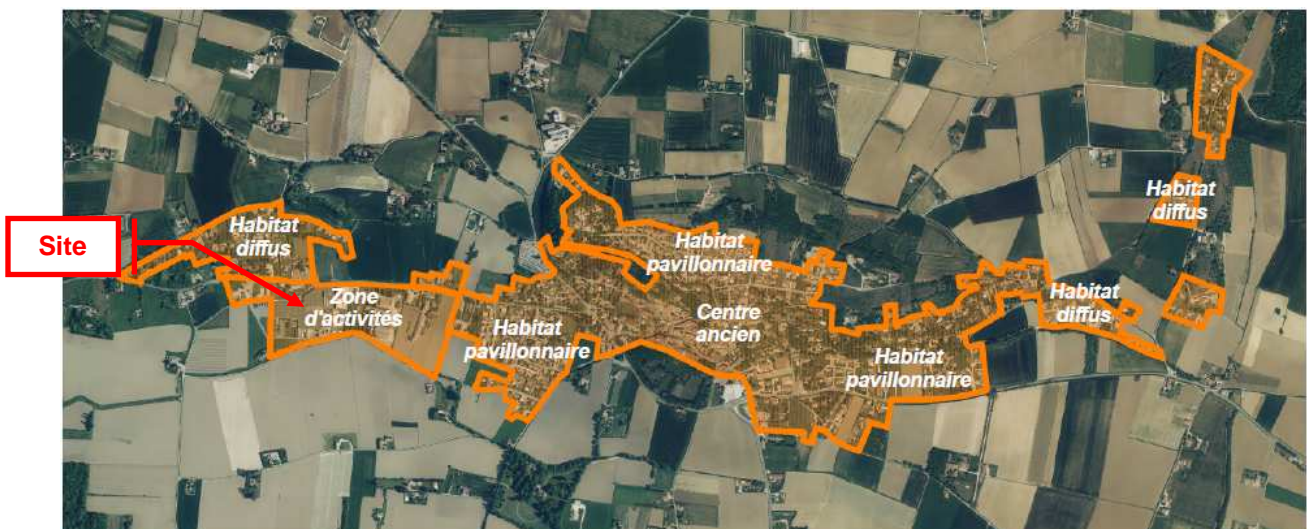 Habitat
diffus
Habitat
diffus
Site
Habitat
pavillonnaire
Zone
d'activités
Habitat
diffus
Centre
ancien
Habitat
pavillonnaire
Habitat
pavillonnaire